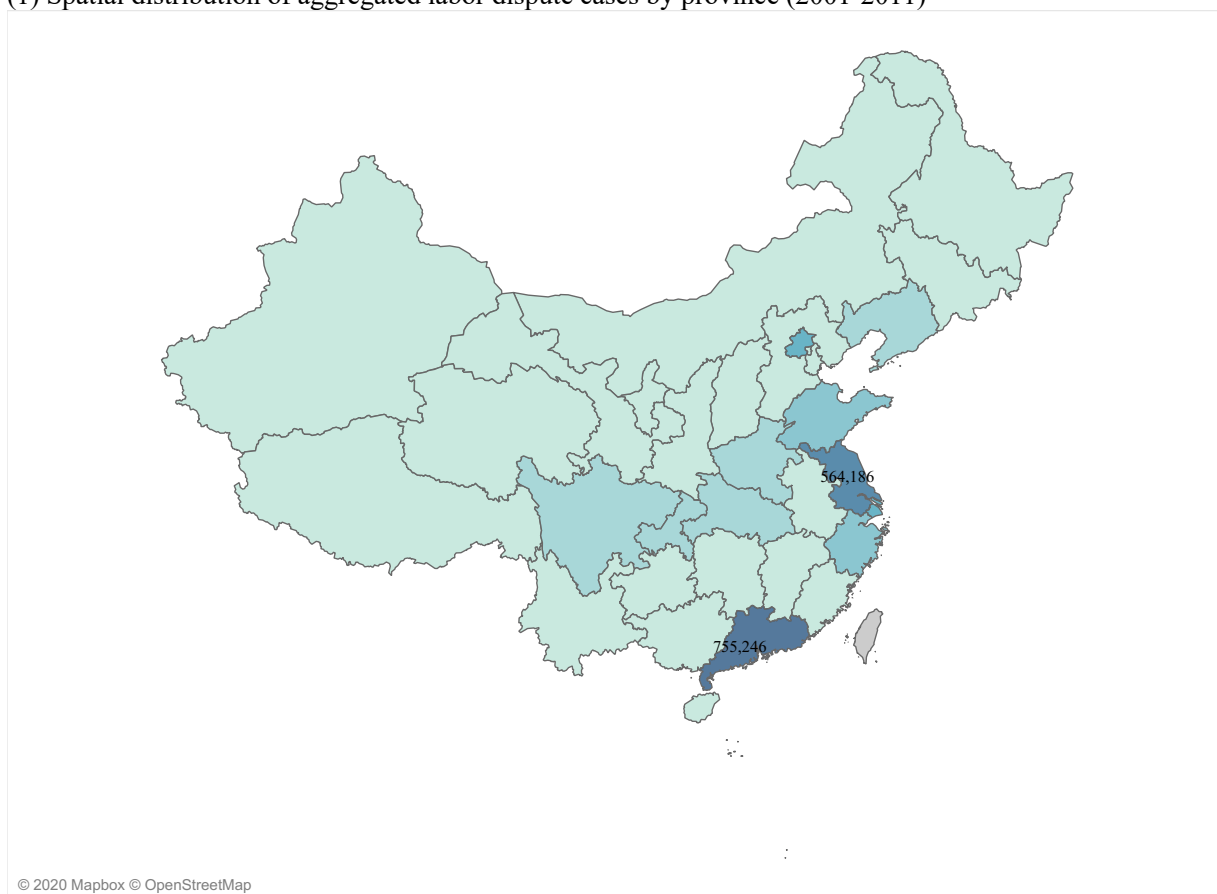 (1) Spatial distribution of aggregated labor dispute cases by province (2001-2011)
564,186
755,246
© 2020 Mapbox © OpenStreetMap